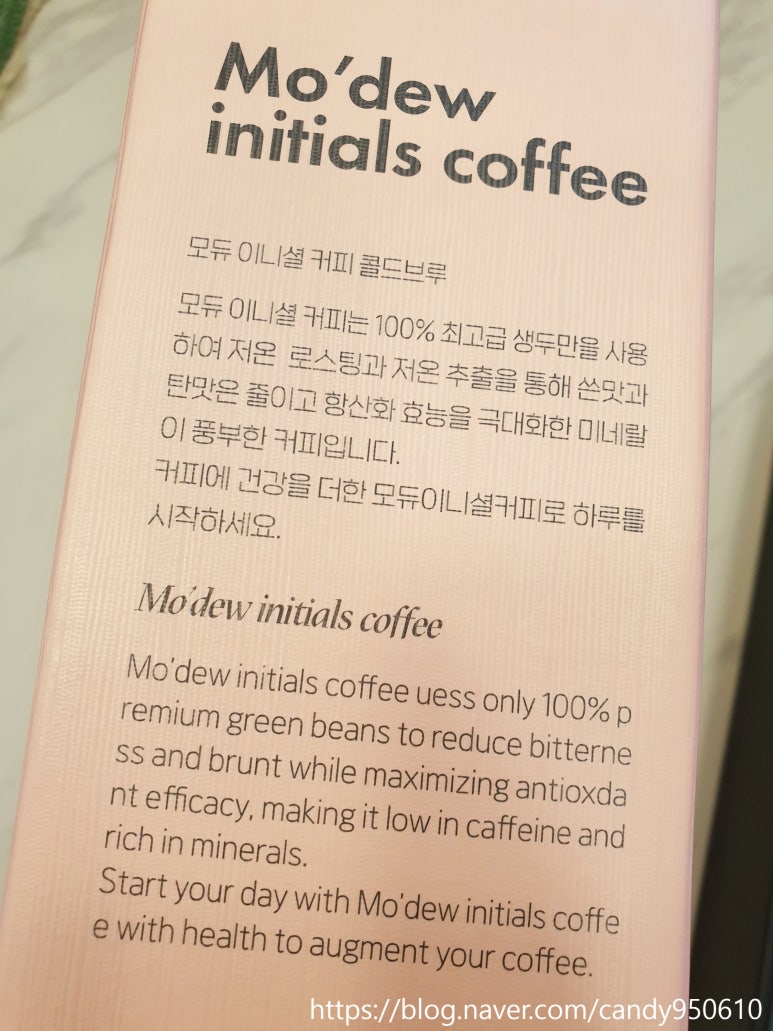 Mo'dew
initials coffee
모듀 이니셜 커피 콜드브루
모듀 이니셜 커피는 100% 최고급 생두만을 사용
하여 저온 로스팅과 저온 추출을 통해 쓴맛과
탄맛은 줄이고 항산화 효능을 극대화한 미네랄
이 풍부한 커피입니다.
커피에 건강을 더한 모듀이니셜커피로 하루를
시작하세요.
Mo'dew initials coffee
Mo'dew initials coffee uess only 100% p
remium green beans to reduce bitterne
ss and brunt while maximizing antioxda
nt efficacy, making it low in caffeine and
rich in minerals.
Start your day with Mo'dew initials coffe
e with health to augment your coffee.
https://blog.naver.com/candy950610